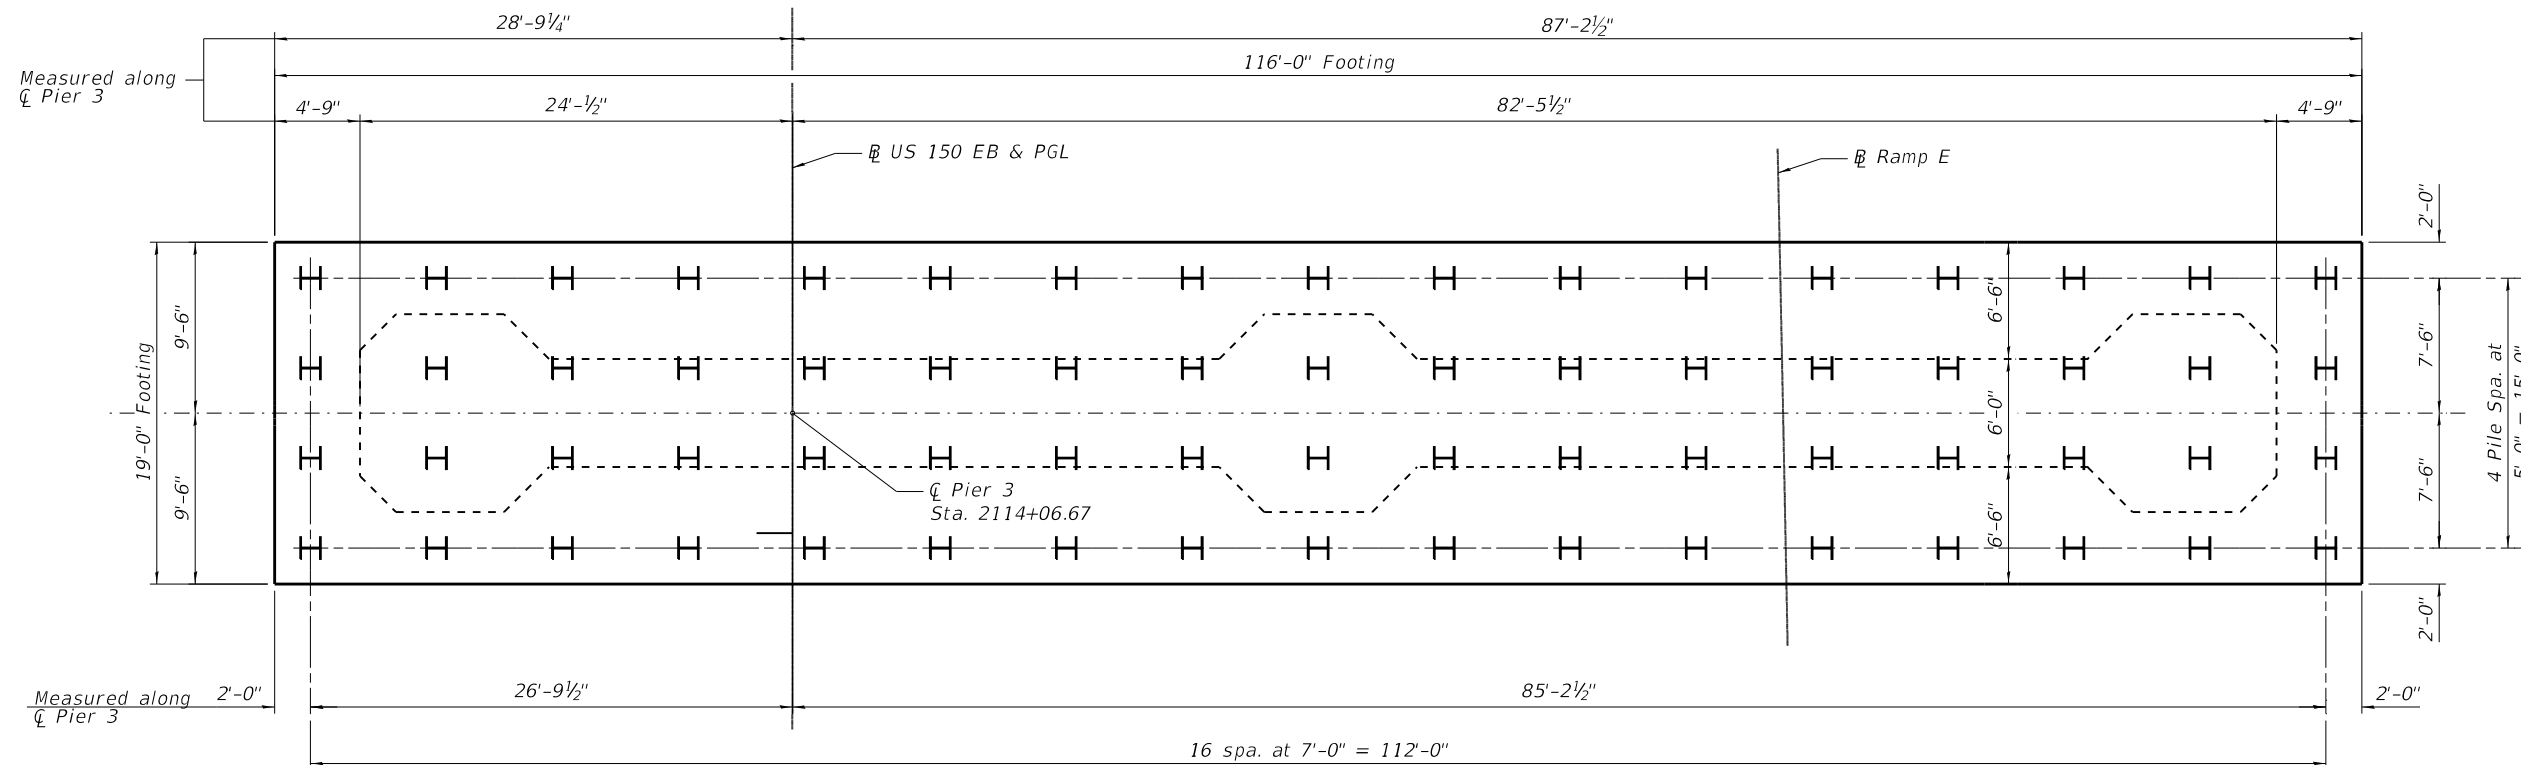 28'-9¼"
87'-2½"
116'-0" Footing
Measured along
℄ Pier 3
4'-9"
24'-½"
82'-5½"
4'-9"
B̲L US 150 EB & PGL
B̲L Ramp E
2'-0"
9'-6"
6'-6"
7'-6"
19'-0" Footing
6'-0"
4 Pile Spa. at
9'-6"
7'-6"
℄ Pier 3
Sta. 2114+06.67
6'-6"
2'-0"
Measured along
℄ Pier 3
2'-0"
26'-9½"
85'-2½"
2'-0"
16 spa. at 7'-0" = 112'-0"